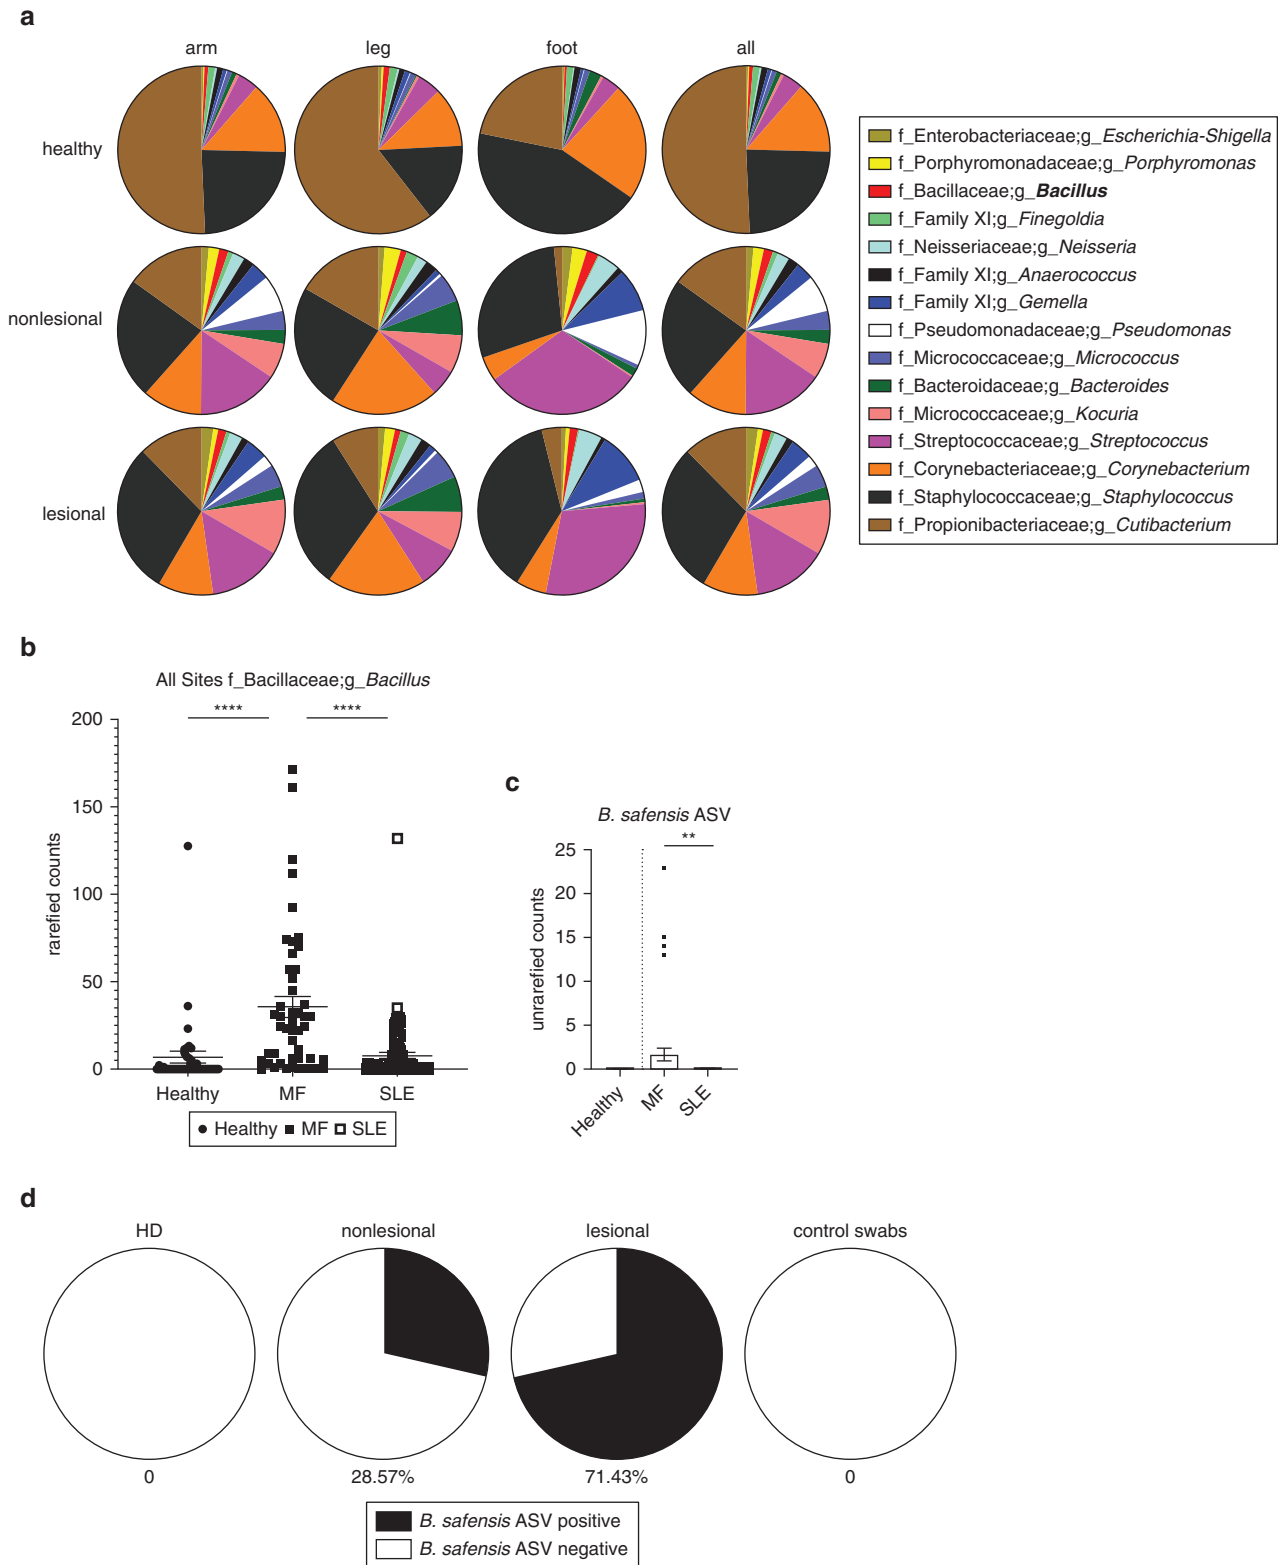 a
arm
leg
foot
all
healthy
nonlesional
lesional
f_Enterobacteriaceae;g_Escherichia-Shigella
f_Porphyromonadaceae;g_Porphyromonas
f_Bacillaceae;g_Bacillus
f_Family XI;g_Finegoldia
f_Neisseriaceae;g_Neisseria
f_Family XI;g_Anaerococcus
f_Family XI;g_Gemella
f_Pseudomonadaceae;g_Pseudomonas
f_Micrococcaceae;g_Micrococcus
f_Bacteroidaceae;g_Bacteroides
f_Micrococcaceae;g_Kocuria
f_Streptococcaceae;g_Streptococcus
f_Corynebacteriaceae;g_Corynebacterium
f_Staphylococcaceae;g_Staphylococcus
f_Propionibacteriaceae;g_Cutibacterium
b
All Sites f_Bacillaceae;g_Bacillus
**** ****
200
150
100
50
0
rarefied counts
Healthy MF SLE
Healthy MF SLE
c
B. safensis ASV
**
25
20
15
10
5
0
unrarefied counts
Healthy
MF
SLE
d
HD
nonlesional
lesional
control swabs
0
28.57%
71.43%
0
B. safensis ASV positive
B. safensis ASV negative